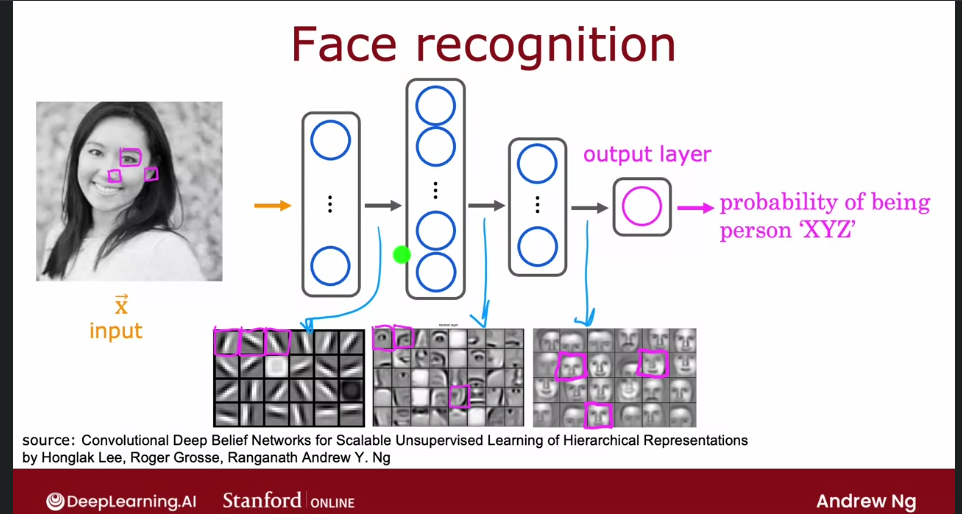 Face recognition
output layer
probability of being
person ‘XYZ’
x
input
source: Convolutional Deep Belief Networks for Scalable Unsupervised Learning of Hierarchical Representations
by Honglak Lee, Roger Grosse, Ranganath Andrew Y. Ng
DeepLearning.AI Stanford ONLINE Andrew Ng